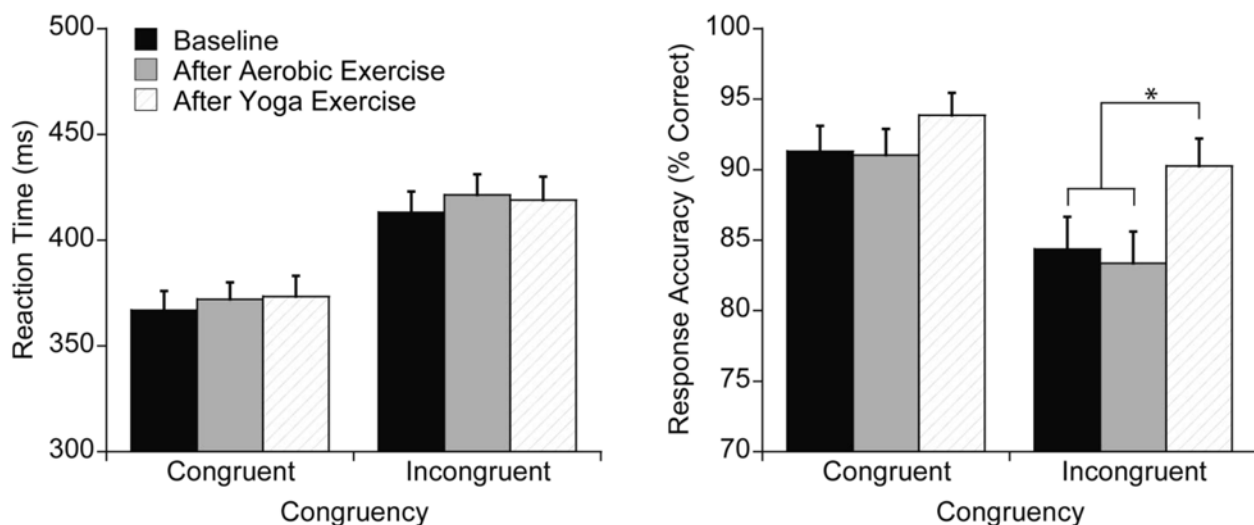 500
450
400
350
300
Reaction Time (ms)
Baseline
After Aerobic Exercise
After Yoga Exercise
Congruent
Incongruent
Congruency
100
95
90
85
80
75
70
Response Accuracy (% Correct)
*
Congruent
Incongruent
Congruency